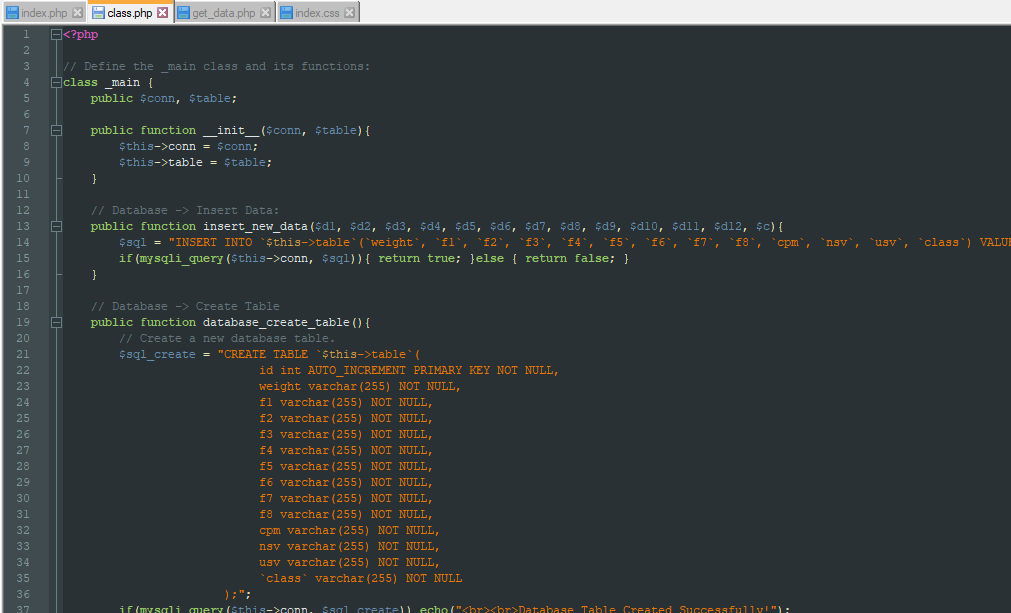 index.php class.php get_data.php index.css
1 <?php
2
3 // Define the _main class and its functions:
4 class _main {
5 public $conn, $table;
6
7 public function __init__($conn, $table){
8 $this->conn = $conn;
9 $this->table = $table;
10 }
11
12 // Database -> Insert Data:
13 public function insert_new_data($d1, $d2, $d3, $d4, $d5, $d6, $d7, $d8, $d9, $d10, $d11, $d12, $c){
14 $sql = "INSERT INTO `$this->table`(`weight`, `f1`, `f2`, `f3`, `f4`, `f5`, `f6`, `f7`, `f8`, `cpm`, `nsv`, `usv`, `class`) VALU
15 if(mysqli_query($this->conn, $sql)){ return true; }else { return false; }
16 }
17
18 // Database -> Create Table
19 public function database_create_table(){
20 // Create a new database table.
21 $sql_create = "CREATE TABLE `$this->table`(
22 id int AUTO_INCREMENT PRIMARY KEY NOT NULL,
23 weight varchar(255) NOT NULL,
24 f1 varchar(255) NOT NULL,
25 f2 varchar(255) NOT NULL,
26 f3 varchar(255) NOT NULL,
27 f4 varchar(255) NOT NULL,
28 f5 varchar(255) NOT NULL,
29 f6 varchar(255) NOT NULL,
30 f7 varchar(255) NOT NULL,
31 f8 varchar(255) NOT NULL,
32 cpm varchar(255) NOT NULL,
33 nsv varchar(255) NOT NULL,
34 usv varchar(255) NOT NULL,
35 `class` varchar(255) NOT NULL
36 );";
37 if(mysqli_query($this->conn, $sql_create)) echo("<br><br>Database Table Created Successfully!");